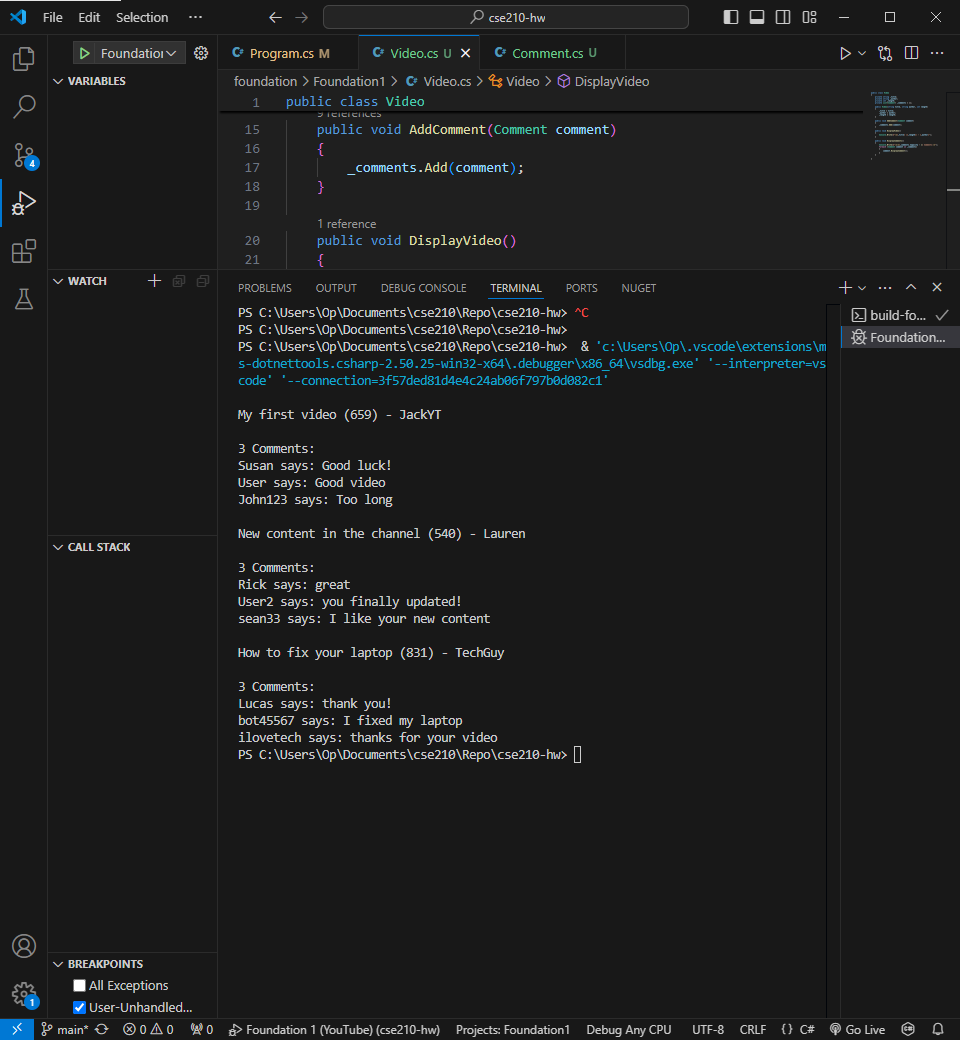 File Edit Selection ··· cse210-hw
Foundation
VARIABLES
WATCH
CALL STACK
BREAKPOINTS
All Exceptions
User-Unhandled...
4
1
Program.cs M Video.cs U Comment.cs U
foundation > Foundation1 > Video.cs > Video > DisplayVideo
1 public class Video
9 references
15 public void AddComment(Comment comment)
16 {
17 _comments.Add(comment);
18 }
19
1 reference
20 public void DisplayVideo()
21 {
PROBLEMS OUTPUT DEBUG CONSOLE TERMINAL PORTS NUGET
build-fo...
Foundation...
PS C:\Users\Op\Documents\cse210\Repo\cse210-hw> ^C
PS C:\Users\Op\Documents\cse210\Repo\cse210-hw>
PS C:\Users\Op\Documents\cse210\Repo\cse210-hw>  & 'c:\Users\Op\.vscode\extensions\m
s-dotnettools.csharp-2.50.25-win32-x64\.debugger\x86_64\vsdbg.exe' '--interpreter=vs
code' '--connection=3f57ded81d4e4c24ab06f797b0d082c1'
My first video (659) - JackYT
3 Comments:
Susan says: Good luck!
User says: Good video
John123 says: Too long
New content in the channel (540) - Lauren
3 Comments:
Rick says: great
User2 says: you finally updated!
sean33 says: I like your new content
How to fix your laptop (831) - TechGuy
3 Comments:
Lucas says: thank you!
bot45567 says: I fixed my laptop
ilovetech says: thanks for your video
PS C:\Users\Op\Documents\cse210\Repo\cse210-hw>
main* 0 0 0 Foundation 1 (YouTube) (cse210-hw) Projects: Foundation1 Debug Any CPU UTF-8 CRLF {} C# Go Live